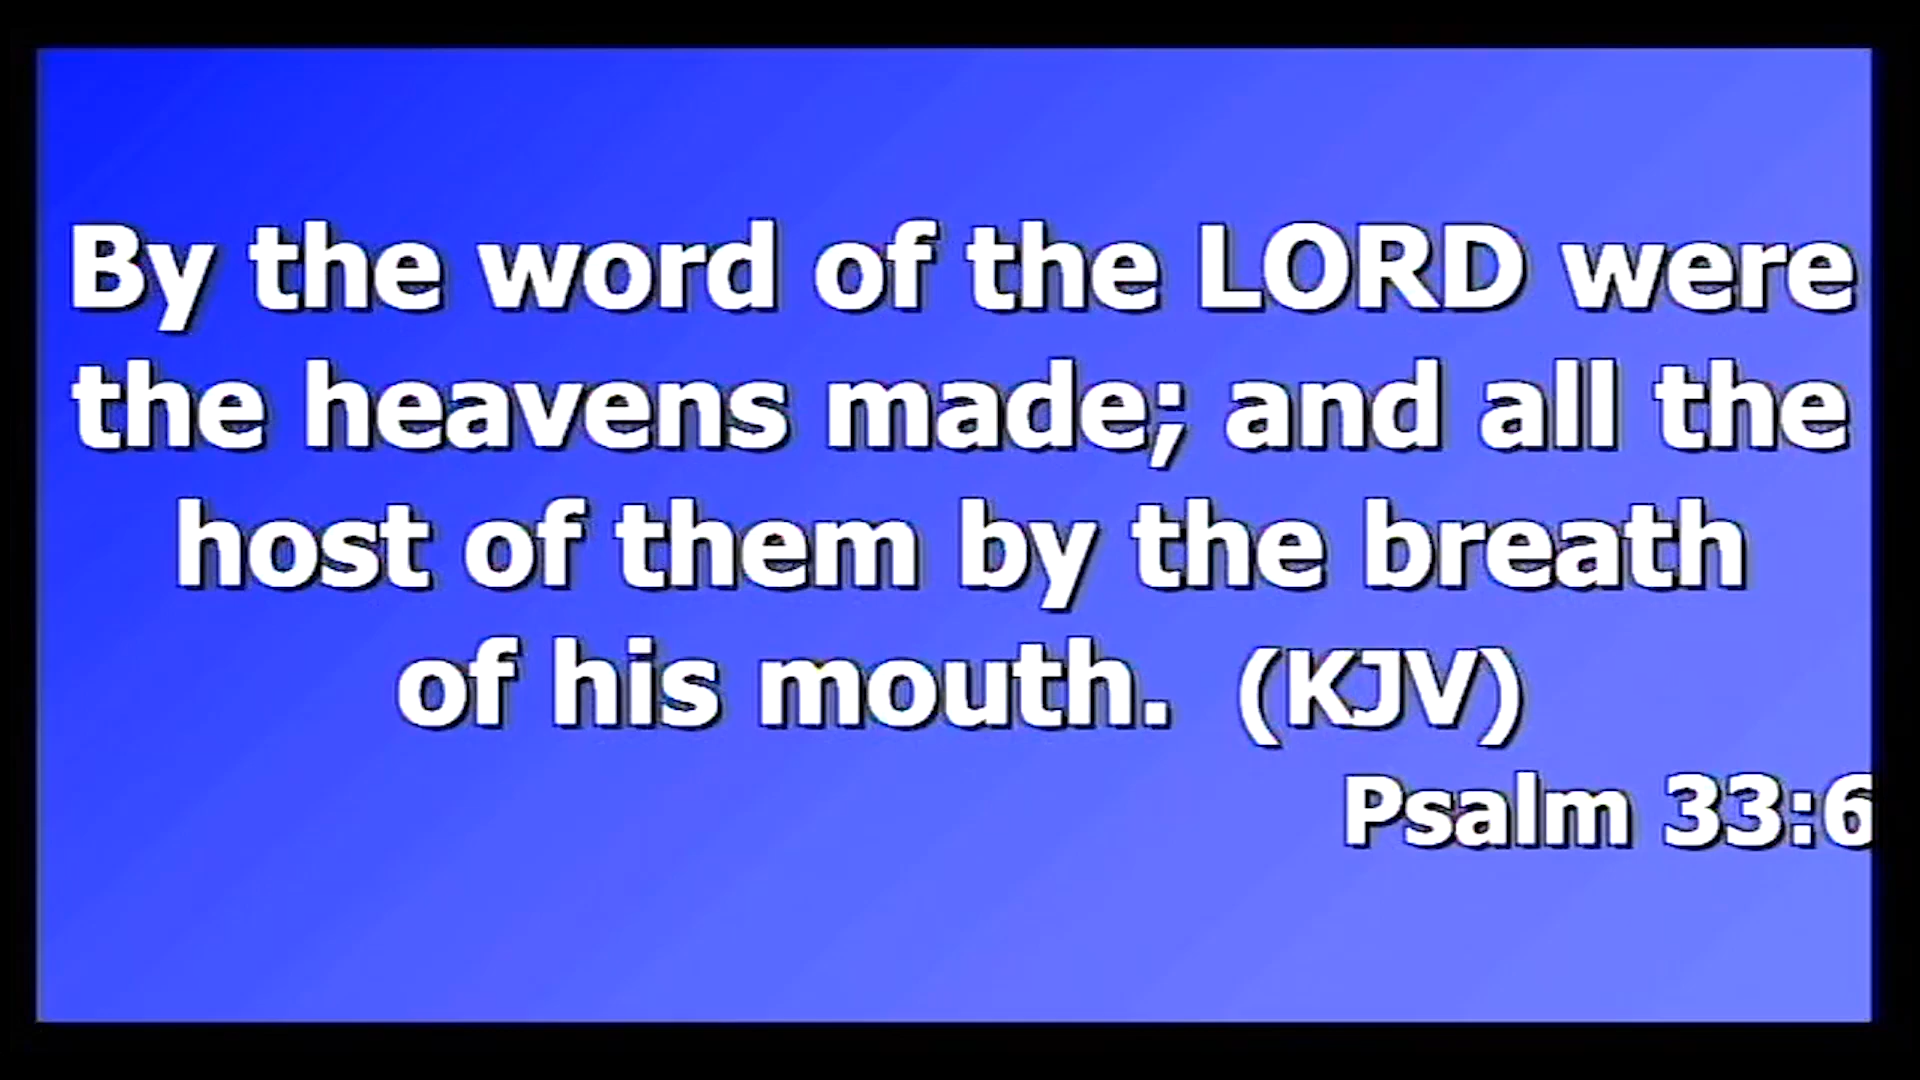 By the word of the LORD were
the heavens made; and all the
host of them by the breath
of his mouth.  (KJV)
Psalm 33:6